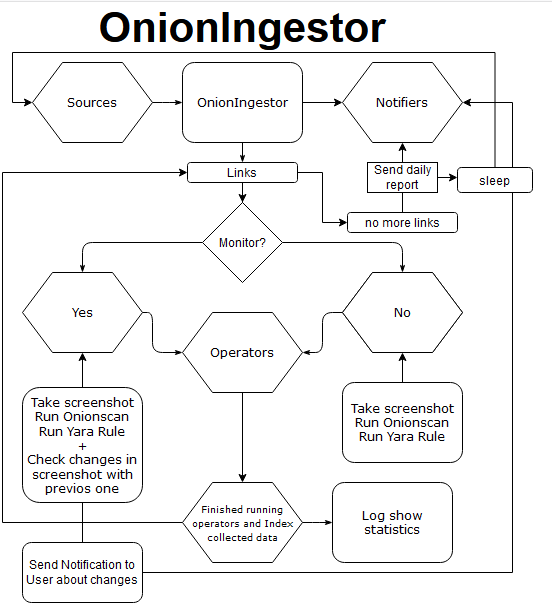 OnionIngestor
Sources
OnionIngestor
Notifiers
Links
Send daily
report
sleep
no more links
Monitor?
Yes
No
Operators
Take screenshot
Run Onionscan
Run Yara Rule
+
Check changes in
screenshot with
previos one
Take screenshot
Run Onionscan
Run Yara Rule
Finished running
operators and Index
collected data
Log show
statistics
Send Notification to
User about changes